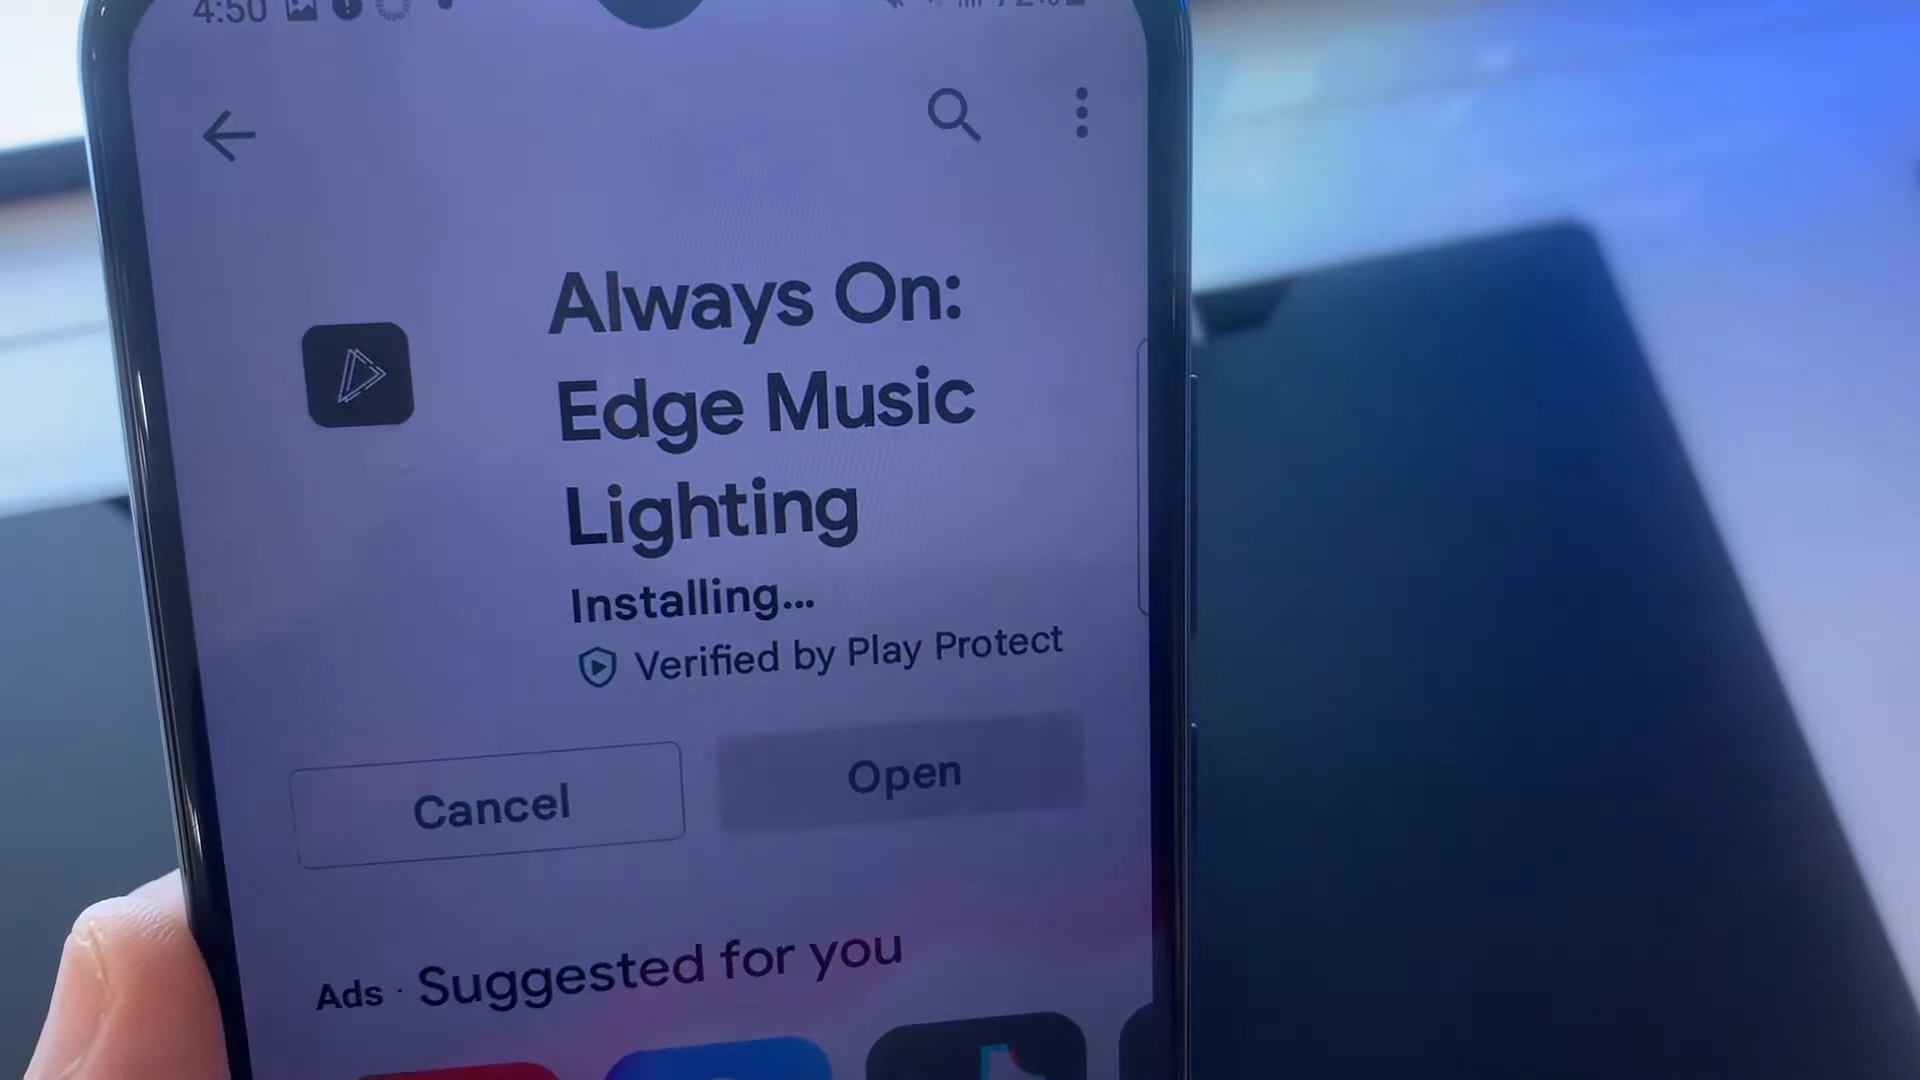 4:50
Always On:
Edge Music
Lighting
Installing...
Verified by Play Protect
Cancel
Open
Ads · Suggested for you